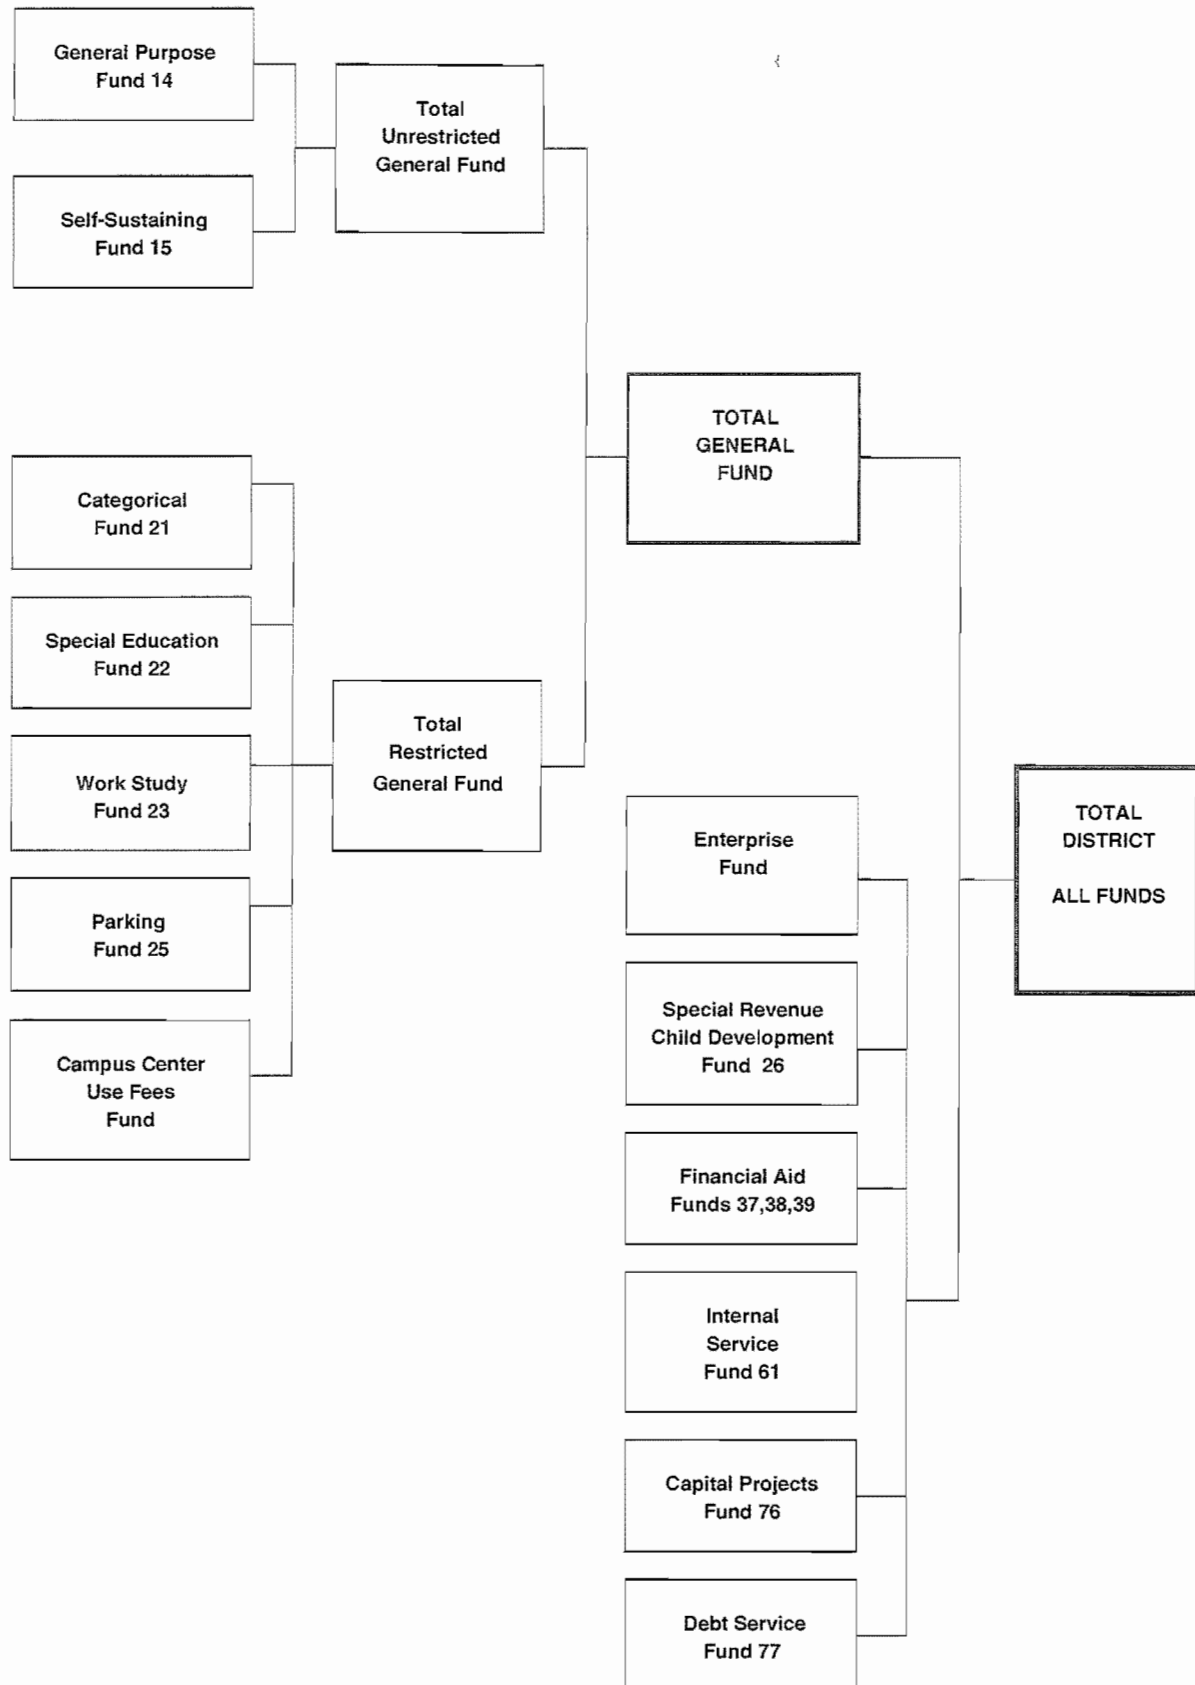 General Purpose
Fund 14
Total
Unrestricted
General Fund
Self-Sustaining
Fund 15
TOTAL
GENERAL
FUND
Categorical
Fund 21
Special Education
Fund 22
Total
Restricted
General Fund
Work Study
Fund 23
Parking
Fund 25
Campus Center
Use Fees
Fund
Enterprise
Fund
Special Revenue
Child Development
Fund 26
Financial Aid
Funds 37,38,39
Internal
Service
Fund 61
Capital Projects
Fund 76
Debt Service
Fund 77
TOTAL
DISTRICT
ALL FUNDS